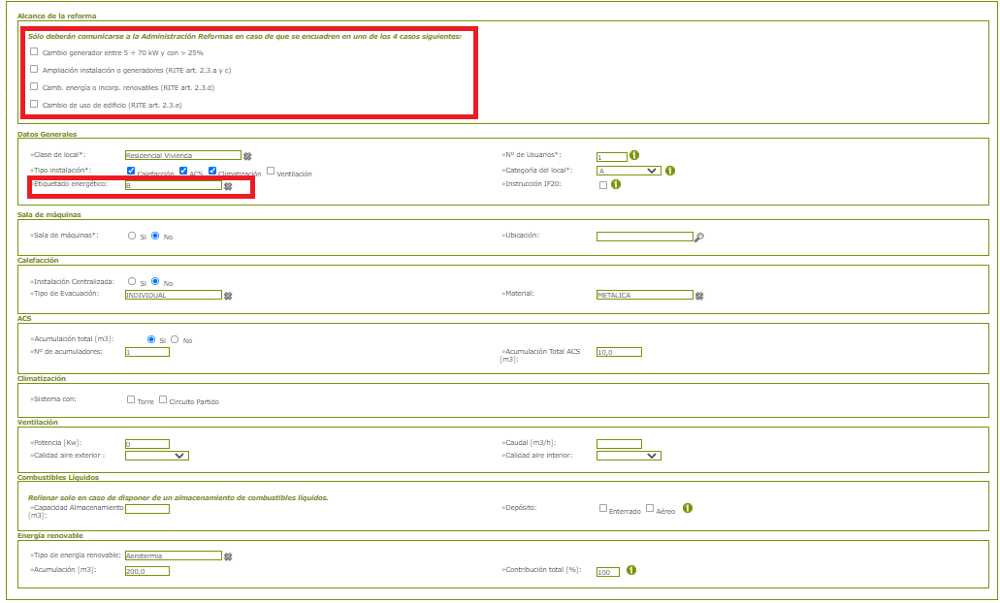 Alcance de la reforma
Sólo deberán comunicarse a la Administración Reformas en caso de que se encuadren en uno de los 4 casos siguientes:
Cambio generador entre 5 ÷ 70 kW y con > 25%
Ampliación instalación o generadores (RITE art. 2.3.a y c)
Camb. energía o incorp. renovables (RITE art. 2.3.d)
Cambio de uso de edificio (RITE art. 2.3.e)
Datos Generales
»Clase de local*: Residencial Vivienda »Nº de Usuarios*: 1
»Tipo instalación*: Calefacción ACS Climatización Ventilación »Categoría del local*: A
»Etiquetado energético: B »Instrucción IF20:
Sala de máquinas
»Sala de máquinas*: Si No »Ubicación:
Calefacción
»Instalación Centralizada: Si No
»Tipo de Evacuación: INDIVIDUAL »Material: METALICA
ACS
»Acumulación total [m3]: Si No
»Nº de acumuladores: 1 »Acumulación Total ACS [m3]: 10,0
Climatización
»Sistema con: Torre Circuito Partido
Ventilación
»Potencia [Kw]: 0 »Caudal [m3/h]:
»Calidad aire exterior : »Calidad aire interior:
Combustibles Líquidos
Rellenar solo en caso de disponer de un almacenamiento de combustibles líquidos.
»Capacidad Almacenamiento [m3]: »Depósito: Enterrado Aéreo
Energía renovable
»Tipo de energía renovable: Aerotermia
»Acumulación [m3]: 200,0 »Contribución total [%]: 100